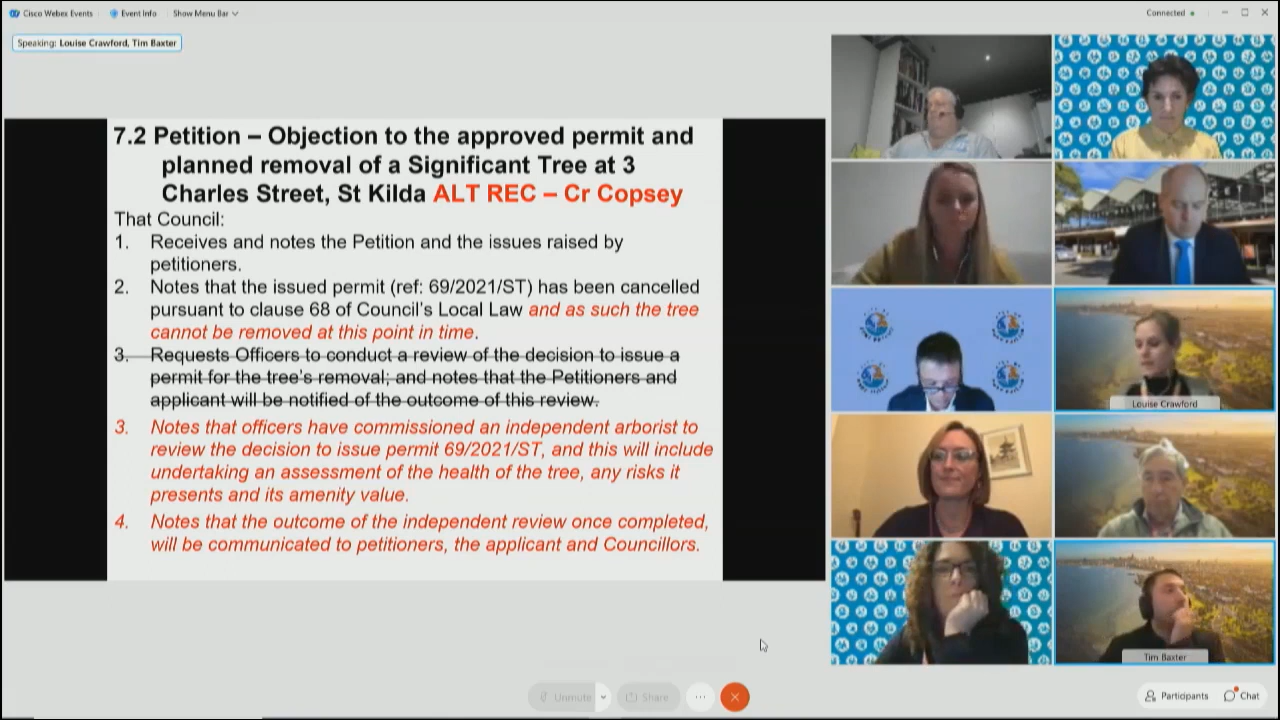 Cisco Webex Events Event Info Show Menu Bar Connected
Speaking: Louise Crawford, Tim Baxter
7.2 Petition – Objection to the approved permit and
planned removal of a Significant Tree at 3
Charles Street, St Kilda ALT REC – Cr Copsey
That Council:
1. Receives and notes the Petition and the issues raised by
petitioners.
2. Notes that the issued permit (ref: 69/2021/ST) has been cancelled
pursuant to clause 68 of Council's Local Law and as such the tree
cannot be removed at this point in time.
3. Requests Officers to conduct a review of the decision to issue a
permit for the tree's removal; and notes that the Petitioners and
applicant will be notified of the outcome of this review.
3. Notes that officers have commissioned an independent arborist to
review the decision to issue permit 69/2021/ST, and this will include
undertaking an assessment of the health of the tree, any risks it
presents and its amenity value.
4. Notes that the outcome of the independent review once completed,
will be communicated to petitioners, the applicant and Councillors.
Louise Crawford
Tim Baxter
Unmute Share Participants Chat